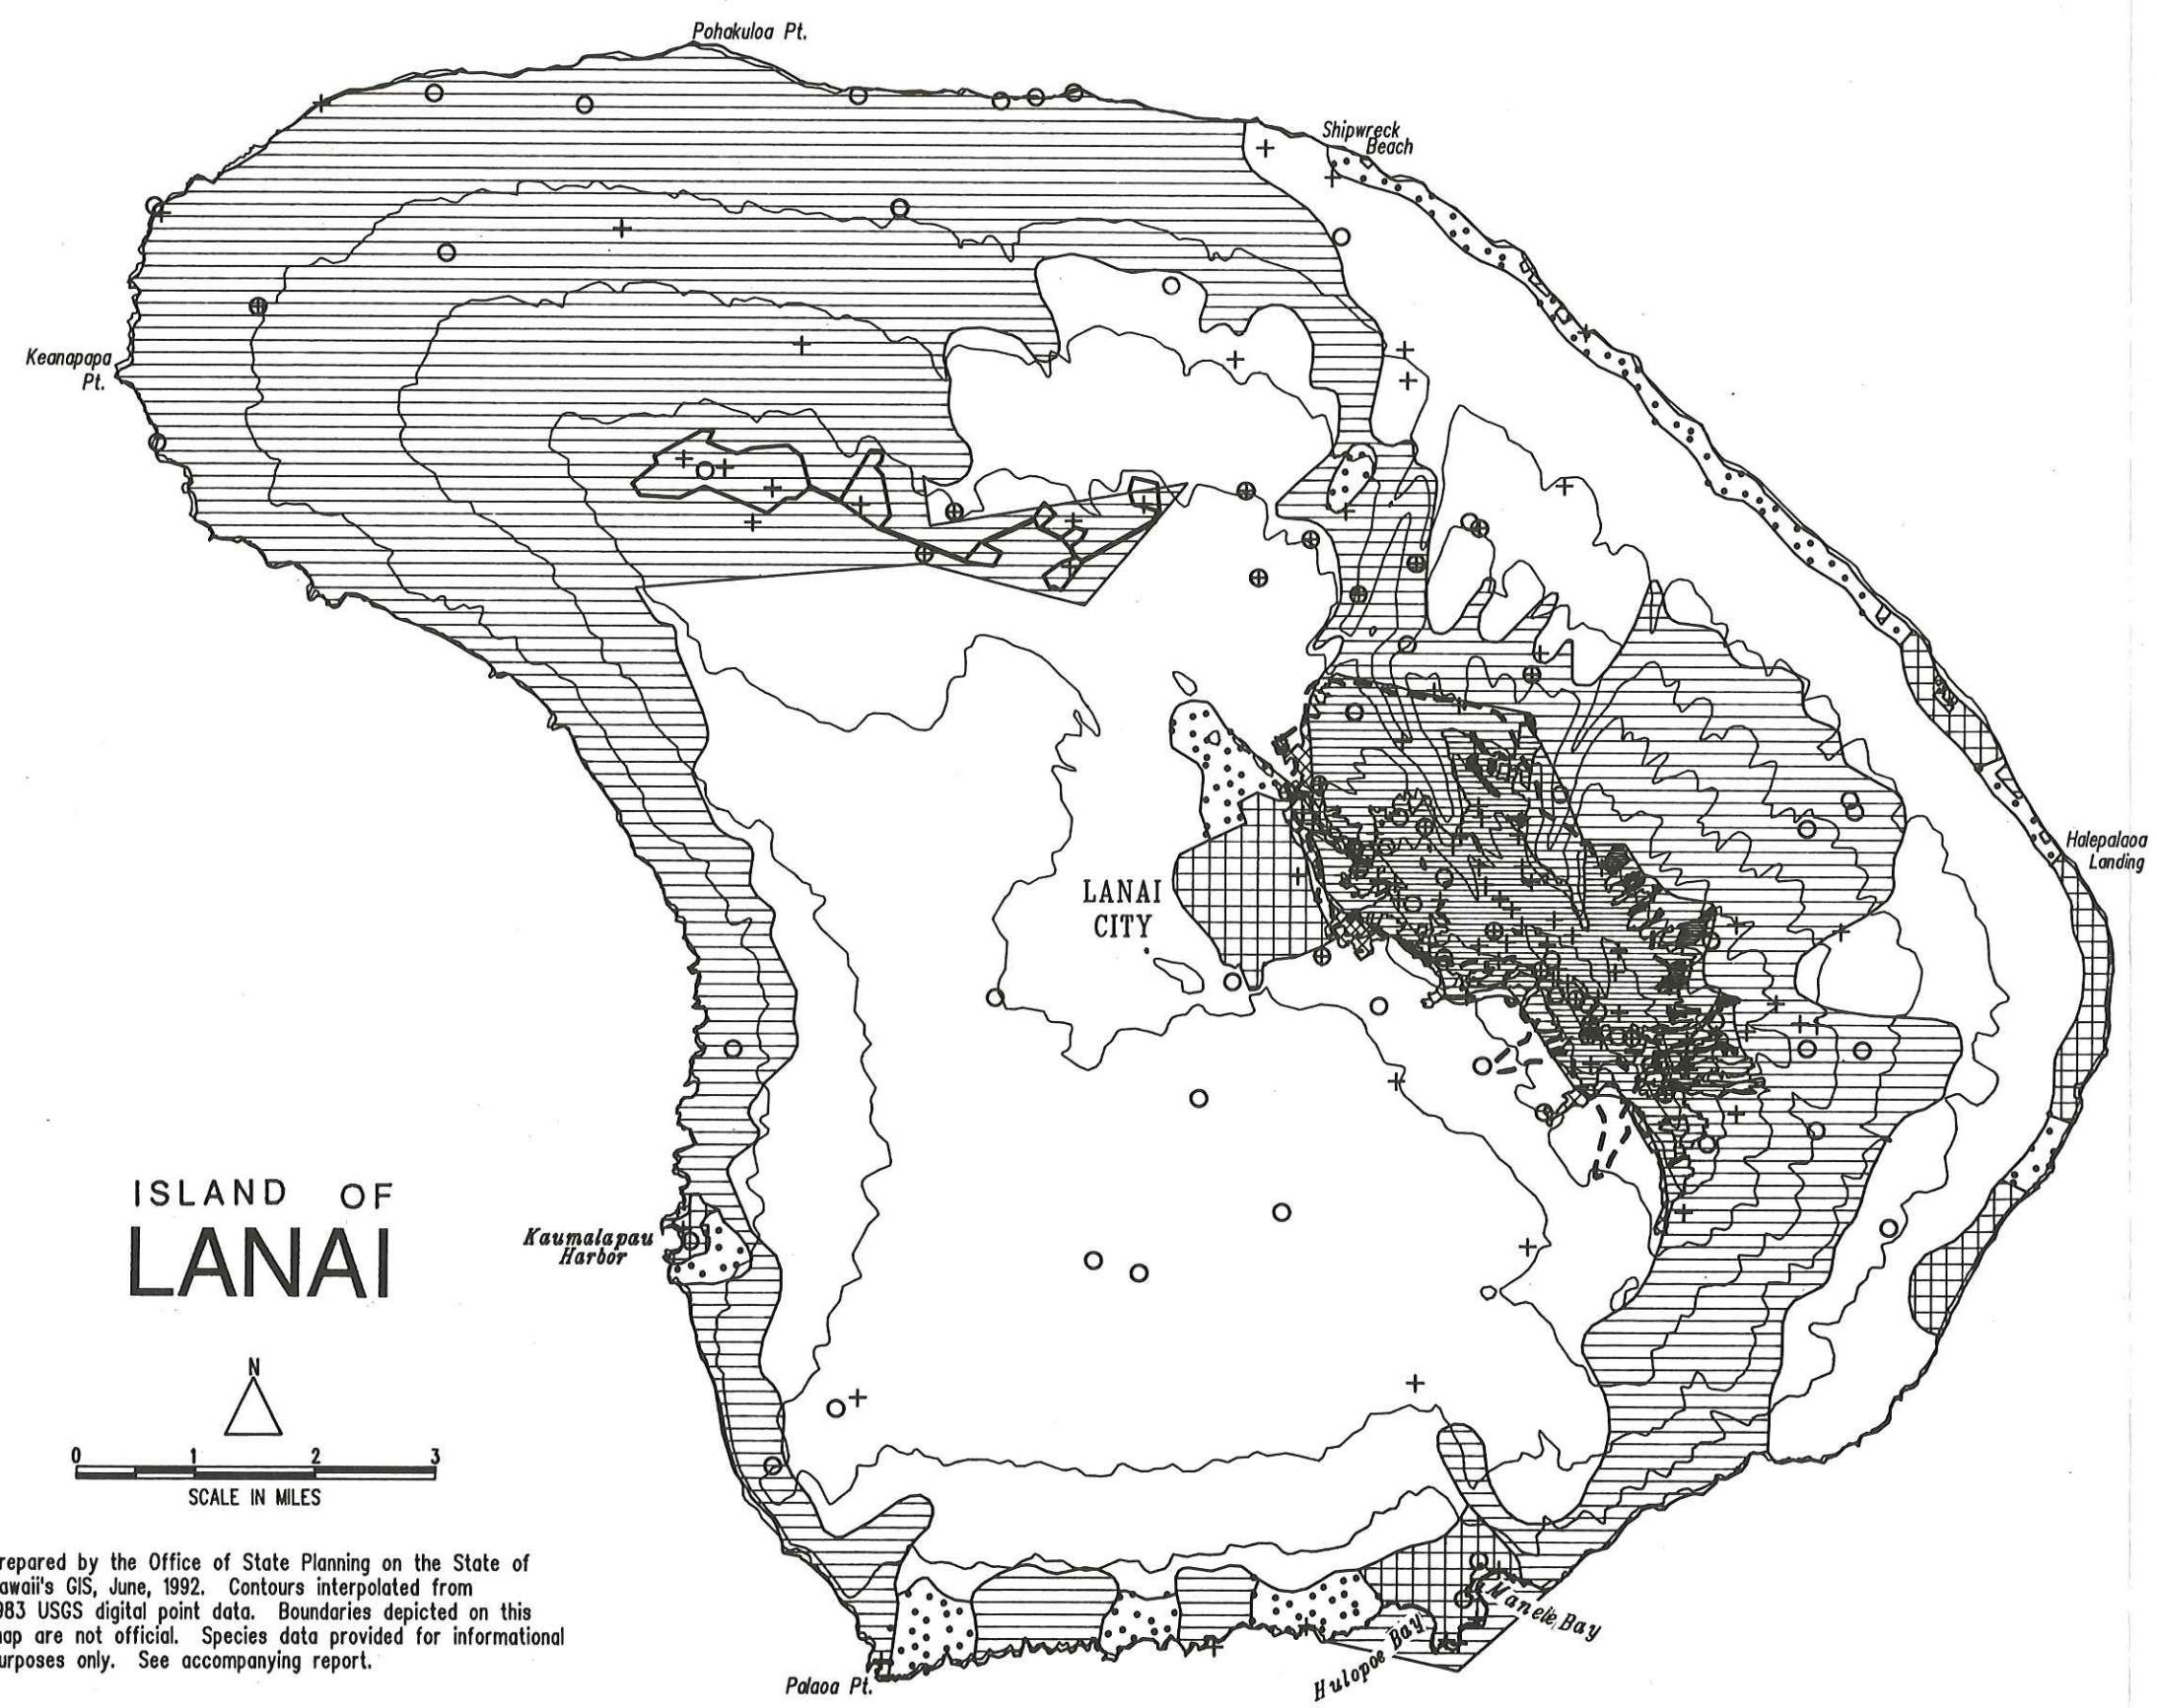 Pohakuloa Pt.
Shipwreck
Beach
Keanapapa
Pt.
Halepalaoa
Landing
LANAI
CITY
ISLAND OF
LANAI
Kaumalapau
Harbor
N
0 1 2 3
SCALE IN MILES
repared by the Office of State Planning on the State of
awaii's GIS, June, 1992. Contours interpolated from
983 USGS digital point data. Boundaries depicted on this
ap are not official. Species data provided for informational
urposes only. See accompanying report.
Palaoa Pt.
Hulopoe Bay
Manele Bay